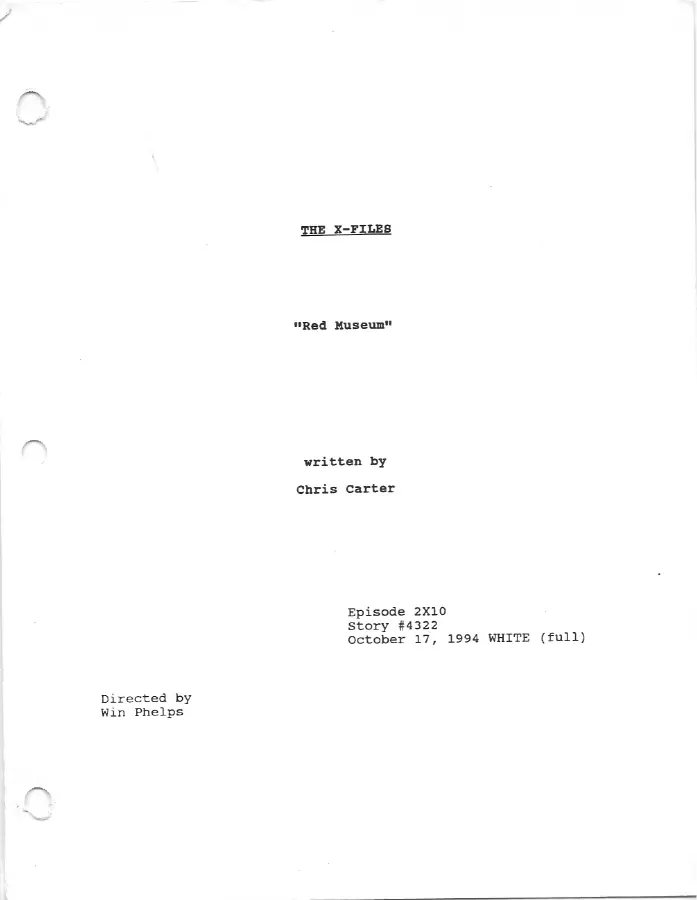 THE X-FILES
"Red Museum"
written by
Chris Carter
Episode 2X10
Story #4322
October 17, 1994 WHITE (full)
Directed by
Win Phelps